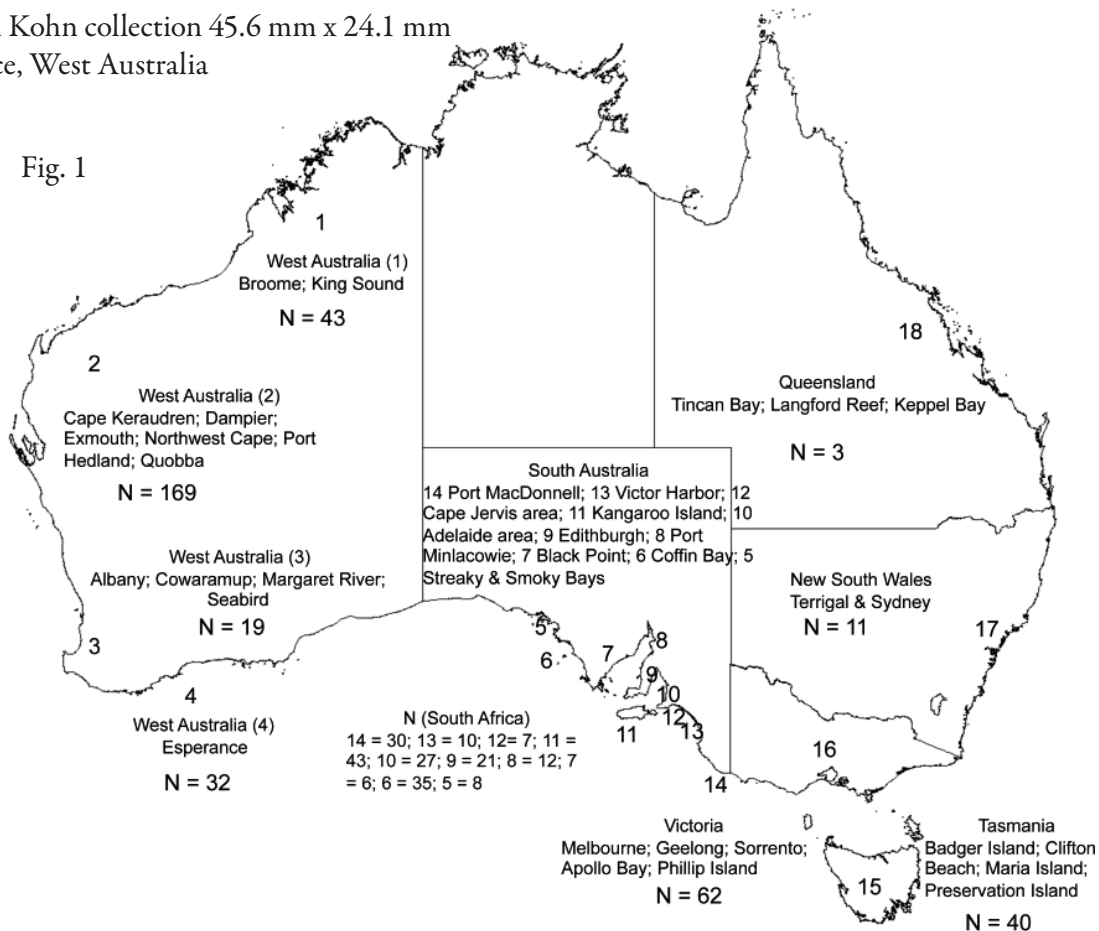 Kohn collection 45.6 mm x 24.1 mm
West Australia
Fig. 1
1
West Australia (1)
Broome; King Sound
N = 43
2
West Australia (2)
Cape Keraudren; Dampier;
Exmouth; Northwest Cape; Port
Hedland; Quobba
N = 169
West Australia (3)
Albany; Cowaramup; Margaret River;
Seabird
N = 19
3
4
West Australia (4)
Esperance
N = 32
18
Queensland
Tincan Bay; Langford Reef; Keppel Bay
N = 3
South Australia
14 Port MacDonnell; 13 Victor Harbor; 12
Cape Jervis area; 11 Kangaroo Island; 10
Adelaide area; 9 Edithburgh; 8 Port
Minlacowie; 7 Black Point; 6 Coffin Bay; 5
Streaky & Smoky Bays
New South Wales
Terrigal & Sydney
N = 11
17
5
6
7
8
9
10
11
12
13
14
N (South Africa)
14 = 30; 13 = 10; 12= 7; 11 =
43; 10 = 27; 9 = 21; 8 = 12; 7
= 6; 6 = 35; 5 = 8
16
Victoria
Melbourne; Geelong; Sorrento;
Apollo Bay; Phillip Island
N = 62
15
Tasmania
Badger Island; Clifton
Beach; Maria Island;
Preservation Island
N = 40